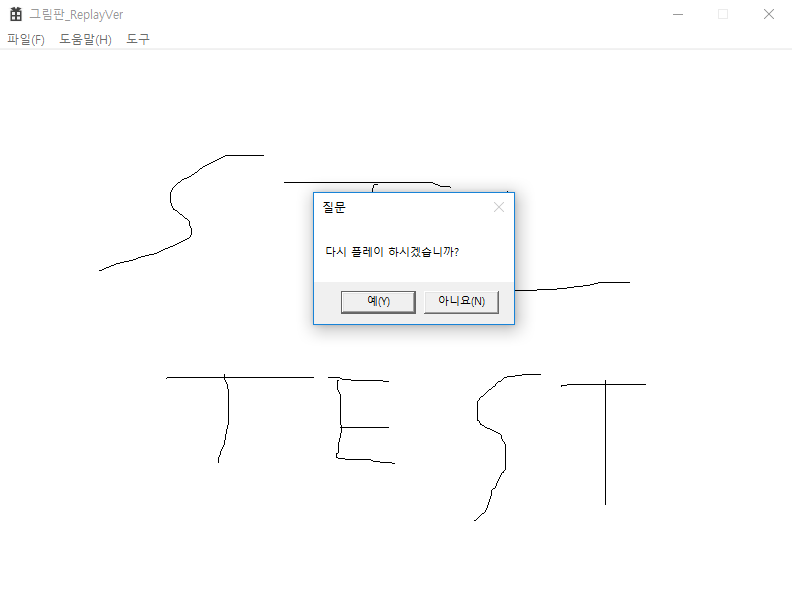 그림판_ReplayVer
파일(F) 도움말(H) 도구
질문
다시 플레이 하시겠습니까?
예(Y) 아니요(N)
TEST